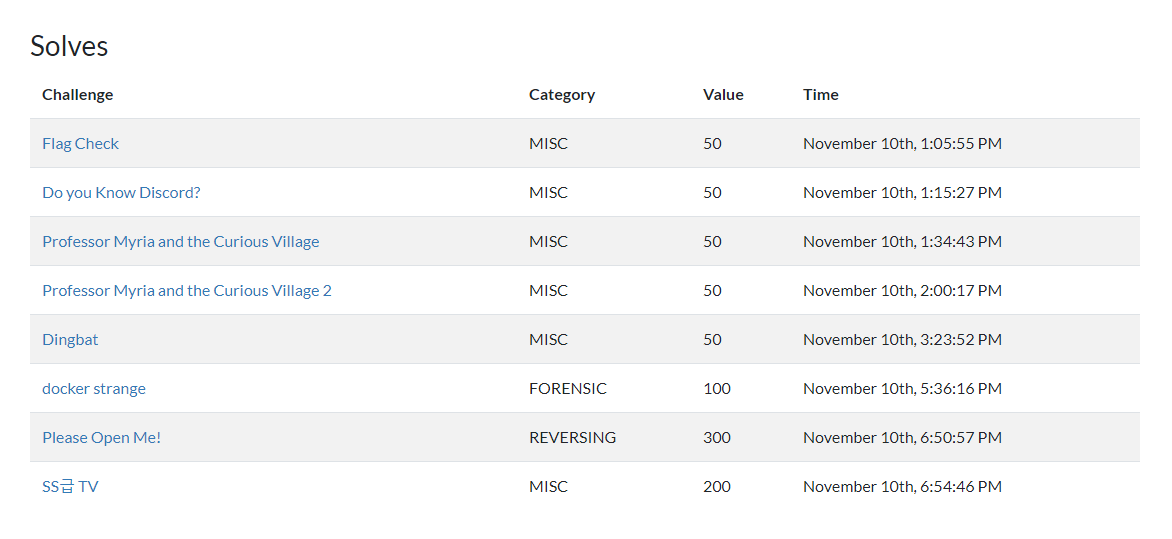 Solves
Challenge Category Value Time
Flag Check MISC 50 November 10th, 1:05:55 PM
Do you Know Discord? MISC 50 November 10th, 1:15:27 PM
Professor Myria and the Curious Village MISC 50 November 10th, 1:34:43 PM
Professor Myria and the Curious Village 2 MISC 50 November 10th, 2:00:17 PM
Dingbat MISC 50 November 10th, 3:23:52 PM
docker strange FORENSIC 100 November 10th, 5:36:16 PM
Please Open Me! REVERSING 300 November 10th, 6:50:57 PM
SS급 TV MISC 200 November 10th, 6:54:46 PM